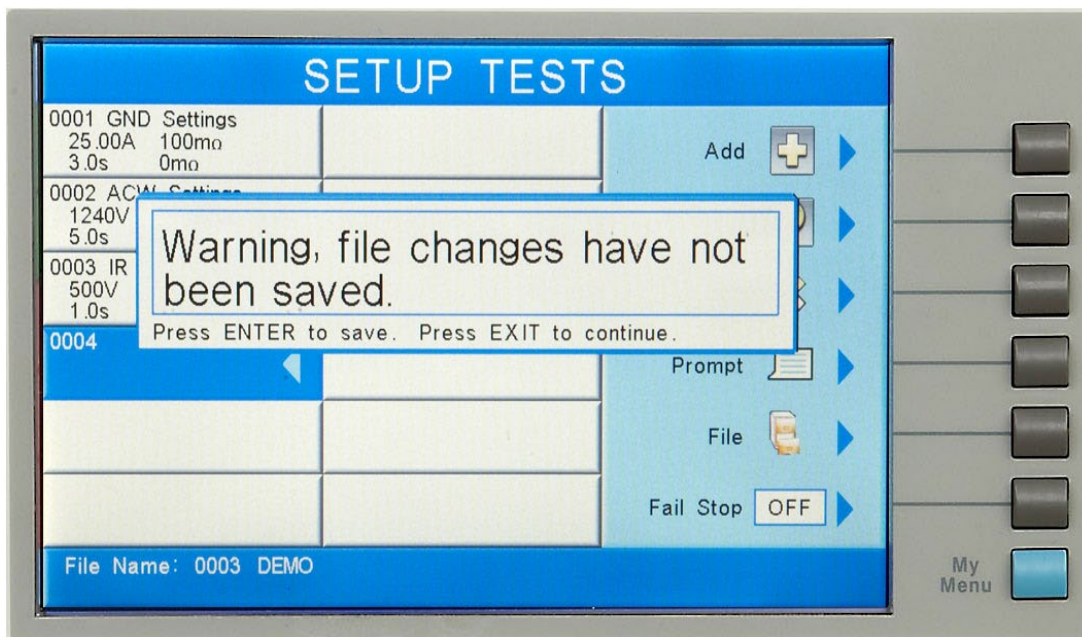 SETUP TESTS
0001 GND Settings
25.00A 100mΩ
3.0s 0mΩ
0002 ACW Settings
1240V
5.0s
0003 IR
500V
1.0s
0004
Warning, file changes have not
been saved.
Press ENTER to save. Press EXIT to continue.
Add
Prompt
File
Fail Stop OFF
File Name: 0003 DEMO
My
Menu